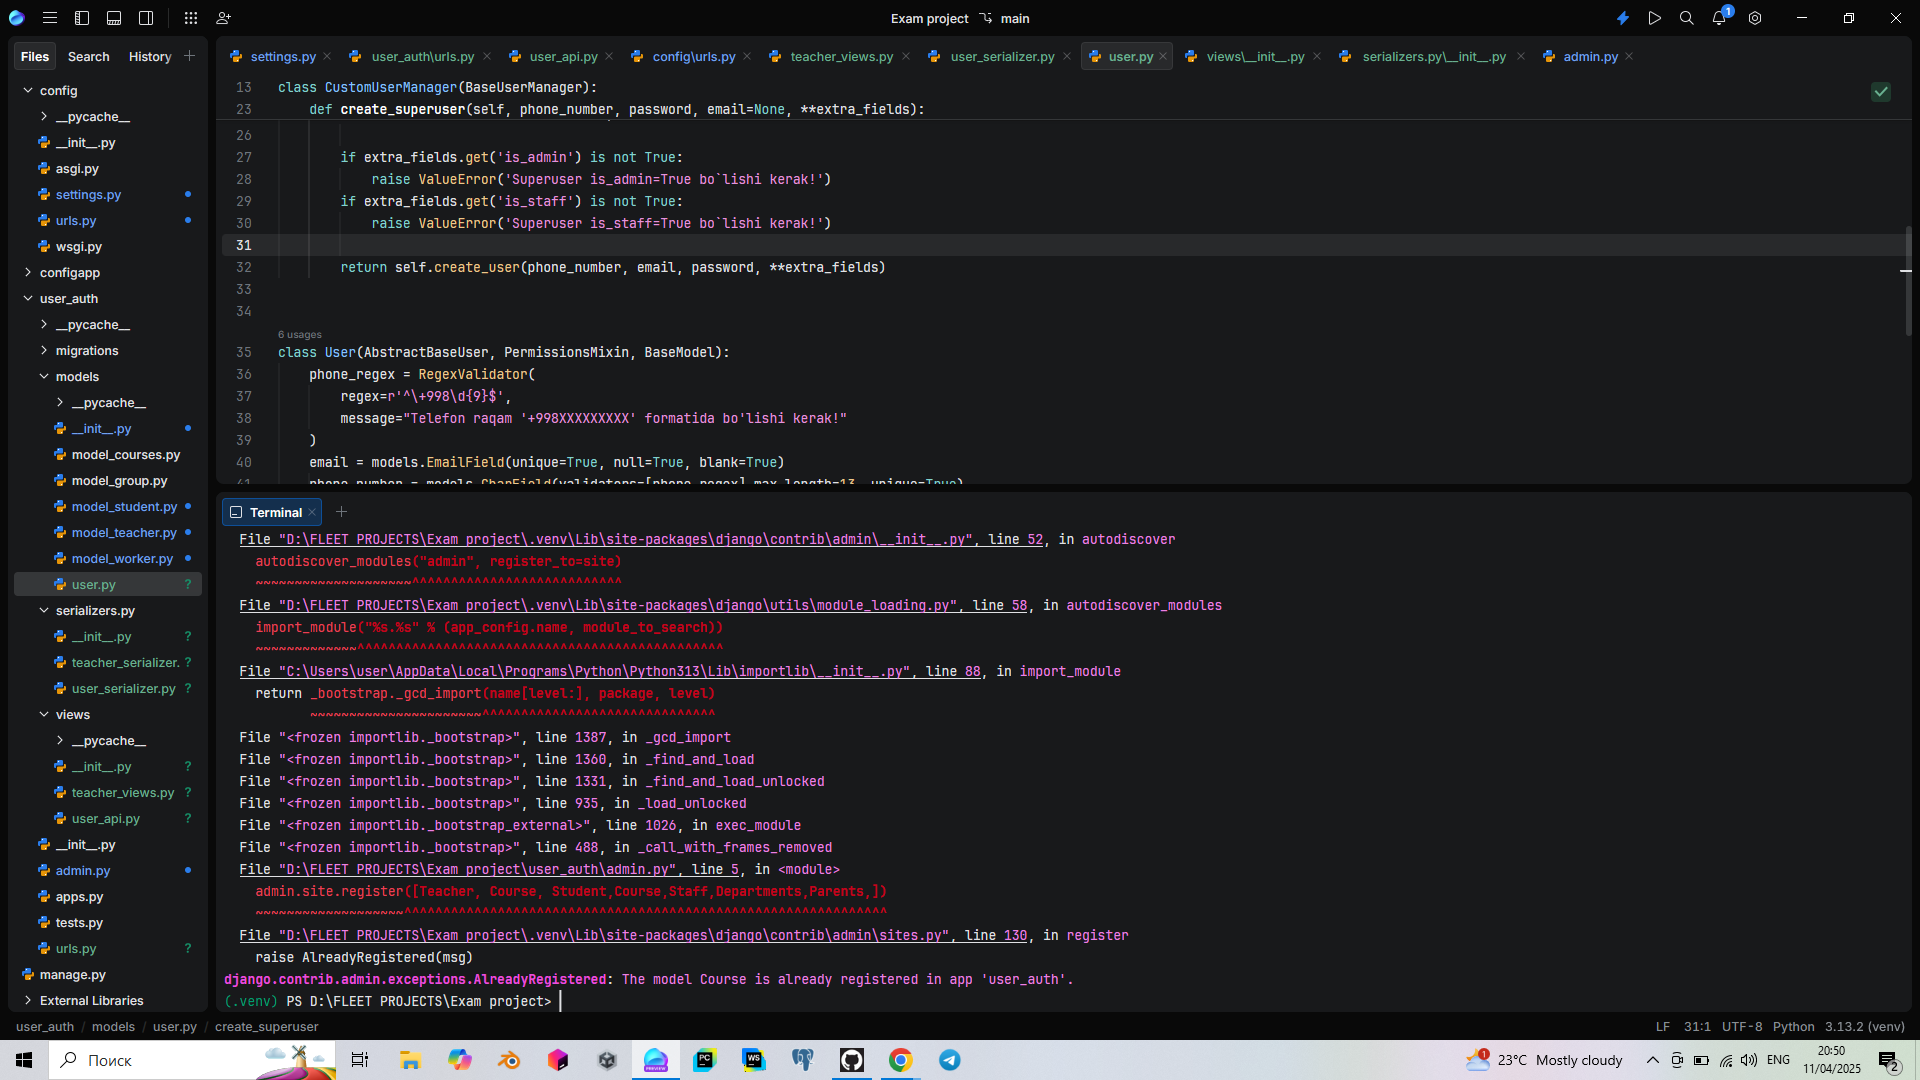 Exam project main
1
Files Search History
settings.py user_auth\urls.py user_api.py config\urls.py teacher_views.py user_serializer.py user.py views\__init__.py serializers.py\__init__.py admin.py
config
__pycache__
__init__.py
asgi.py
settings.py
urls.py
wsgi.py
configapp
user_auth
__pycache__
migrations
models
__pycache__
__init__.py
model_courses.py
model_group.py
model_student.py
model_teacher.py
model_worker.py
user.py ?
serializers.py
__init__.py ?
teacher_serializer. ?
user_serializer.py ?
views
__pycache__
__init__.py ?
teacher_views.py ?
user_api.py ?
__init__.py
admin.py
apps.py
tests.py
urls.py ?
manage.py
External Libraries
13 class CustomUserManager(BaseUserManager):
23 def create_superuser(self, phone_number, password, email=None, **extra_fields):
26
27 if extra_fields.get('is_admin') is not True:
28 raise ValueError('Superuser is_admin=True bo`lishi kerak!')
29 if extra_fields.get('is_staff') is not True:
30 raise ValueError('Superuser is_staff=True bo`lishi kerak!')
31
32 return self.create_user(phone_number, email, password, **extra_fields)
33
34
6 usages
35 class User(AbstractBaseUser, PermissionsMixin, BaseModel):
36 phone_regex = RegexValidator(
37 regex=r'^\+998\d{9}$',
38 message="Telefon raqam '+998XXXXXXXXX' formatida bo'lishi kerak!"
39 )
40 email = models.EmailField(unique=True, null=True, blank=True)
41 phone_number = models.CharField(validators=[phone_regex],max_length=13, unique=True)
Terminal
File "D:\FLEET PROJECTS\Exam project\.venv\Lib\site-packages\django\contrib\admin\__init__.py", line 52, in autodiscover
autodiscover_modules("admin", register_to=site)
~~~~~~~~~~~~~~~~~~~~^^^^^^^^^^^^^^^^^^^^^^^^^^^
File "D:\FLEET PROJECTS\Exam project\.venv\Lib\site-packages\django\utils\module_loading.py", line 58, in autodiscover_modules
import_module("%s.%s" % (app_config.name, module_to_search))
~~~~~~~~~~~~~^^^^^^^^^^^^^^^^^^^^^^^^^^^^^^^^^^^^^^^^^^^^^^^
File "C:\Users\user\AppData\Local\Programs\Python\Python313\Lib\importlib\__init__.py", line 88, in import_module
return _bootstrap._gcd_import(name[level:], package, level)
~~~~~~~~~~~~~~~~~~~~~~^^^^^^^^^^^^^^^^^^^^^^^^^^^^^^
File "<frozen importlib._bootstrap>", line 1387, in _gcd_import
File "<frozen importlib._bootstrap>", line 1360, in _find_and_load
File "<frozen importlib._bootstrap>", line 1331, in _find_and_load_unlocked
File "<frozen importlib._bootstrap>", line 935, in _load_unlocked
File "<frozen importlib._bootstrap_external>", line 1026, in exec_module
File "<frozen importlib._bootstrap>", line 488, in _call_with_frames_removed
File "D:\FLEET PROJECTS\Exam project\user_auth\admin.py", line 5, in <module>
admin.site.register([Teacher, Course, Student,Course,Staff,Departments,Parents,])
~~~~~~~~~~~~~~~~~~~^^^^^^^^^^^^^^^^^^^^^^^^^^^^^^^^^^^^^^^^^^^^^^^^^^^^^^^^^^^^^^
File "D:\FLEET PROJECTS\Exam project\.venv\Lib\site-packages\django\contrib\admin\sites.py", line 130, in register
raise AlreadyRegistered(msg)
django.contrib.admin.exceptions.AlreadyRegistered: The model Course is already registered in app 'user_auth'.
(.venv) PS D:\FLEET PROJECTS\Exam project>
user_auth / models / user.py / create_superuser LF 31:1 UTF-8 Python 3.13.2 (venv)
Поиск PREVIEW PC WS 1 23°C Mostly cloudy ENG 20:50
11/04/2025 2